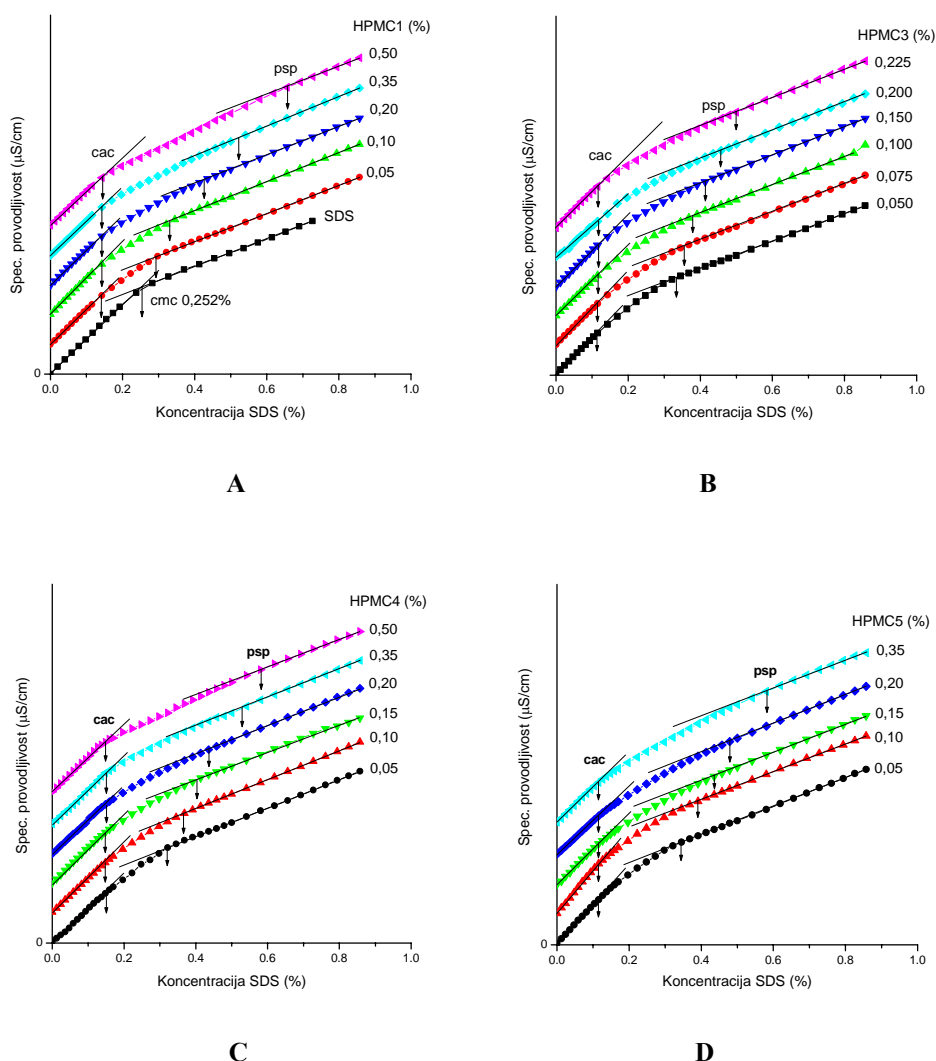 HPMC1 (%)
0,50
psp
0,35
0,20
cac
0,10
0,05
SDS
cmc 0,252%
0
0.0 0.2 0.4 0.6 0.8 1.0
Koncentracija SDS (%)
Spec. provodljivost (μS/cm)
A
HPMC3 (%)
0,225
0,200
psp
0,150
0,100
cac
0,075
0,050
0
0.0 0.2 0.4 0.6 0.8 1.0
Koncentracija SDS (%)
Spec. provodljivost (μS/cm)
B
HPMC4 (%)
0,50
psp
0,35
0,20
cac
0,15
0,10
0,05
0
0.0 0.2 0.4 0.6 0.8 1.0
Koncentracija SDS (%)
Spec. provodljivost (μS/cm)
C
HPMC5 (%)
0,35
psp
0,20
0,15
cac
0,10
0,05
0
0.0 0.2 0.4 0.6 0.8 1.0
Koncentracija SDS (%)
Spec. provodljivost (μS/cm)
D